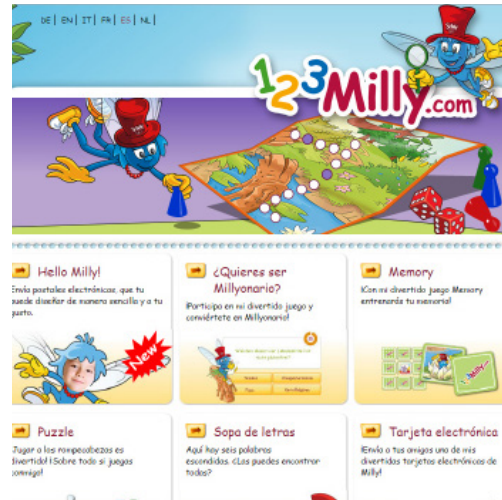 DE| EN| IT| FR| ES| NL|
123Milly.com
Hello Milly!
Envía postales electrónicas, que tu
puede diseñar de manera sencilla y a tu
gusto.
New
¿Quieres ser
Millyonario?
¡Participa en mi divertido juego y
conviértete en Millyonario!
Memory
¡Con mi divertido juego Memory
entrenarás tu memoria!
Puzzle
¡Jugar a los rompecabezas es
divertido! ¡Sobre todo si juegas
conmigo!
Sopa de letras
Aquí hay seis palabras
escondidas. ¿Las puedes encontrar
todas?
Tarjeta electrónica
¡Envía a tus amigos una de mis
divertidas tarjetas electrónicas de
Milly!